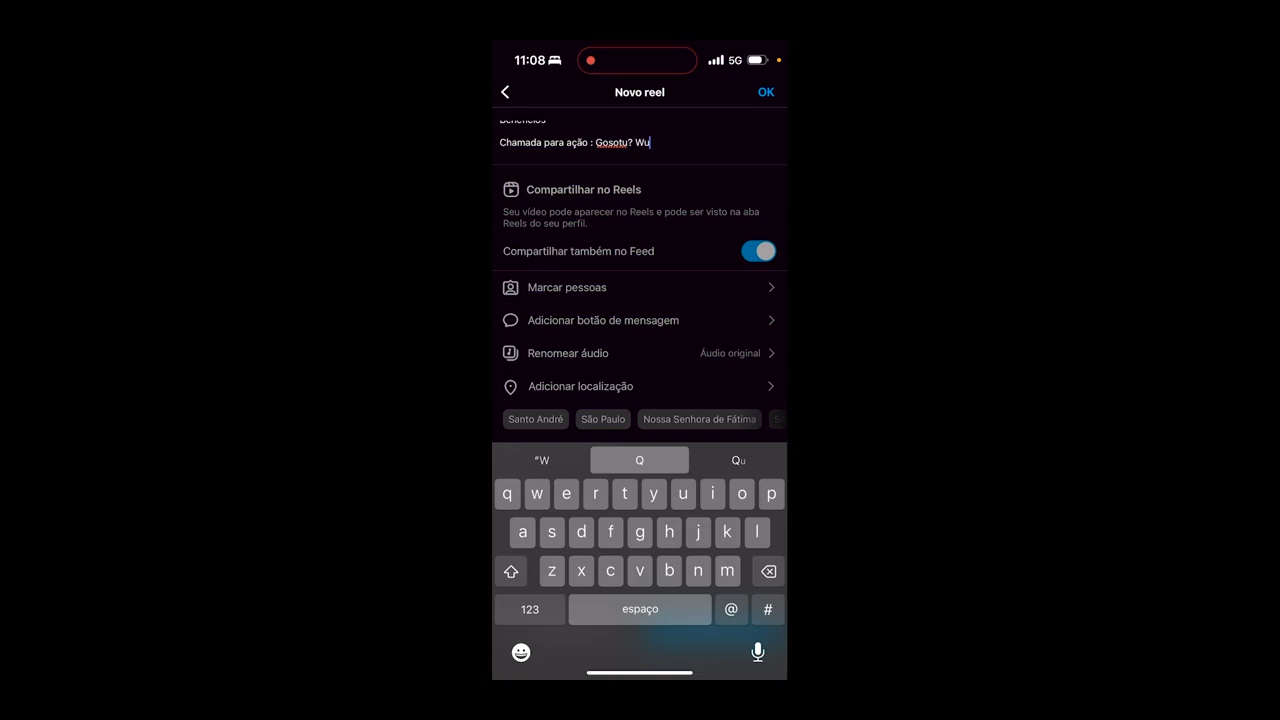 11:08
5G
Novo reel
OK
Benefícios
Chamada para ação : Gosotu? Wu
Compartilhar no Reels
Seu vídeo pode aparecer no Reels e pode ser visto na aba
Reels do seu perfil.
Compartilhar também no Feed
Marcar pessoas
Adicionar botão de mensagem
Renomear áudio
Áudio original
Adicionar localização
Santo André
São Paulo
Nossa Senhora de Fátima
“W
Q
Qu
q w e r t y u i o p
a s d f g h j k l
z x c v b n m
123
espaço
@
#